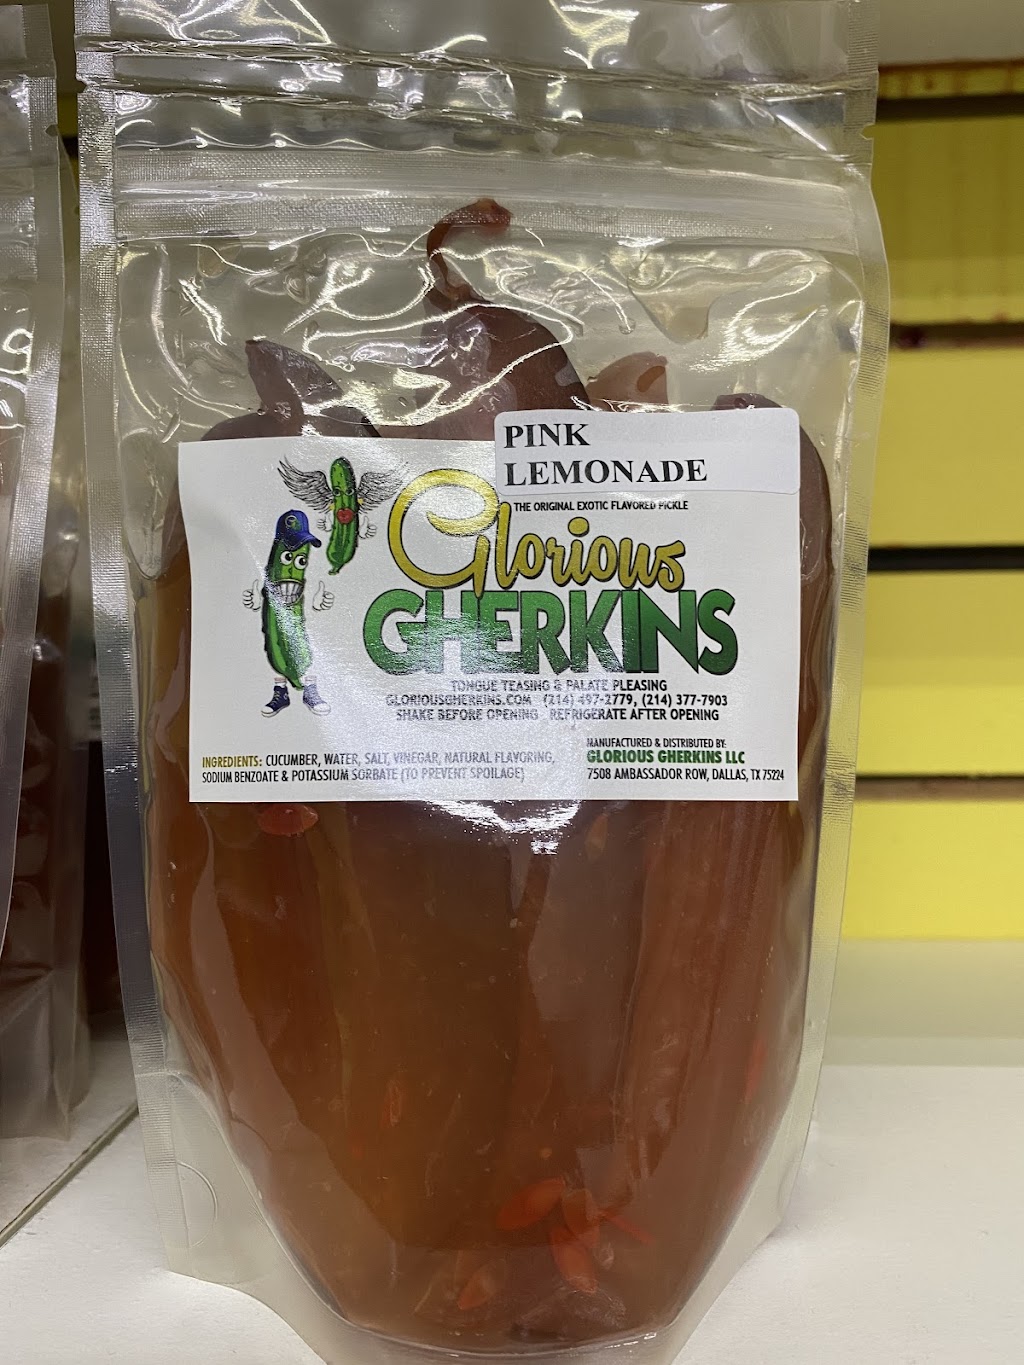 PINK
LEMONADE
THE ORIGINAL EXOTIC FLAVORED PICKLE
Glorious
GHERKINS
TONGUE TEASING & PALATE PLEASING
GLORIOUSGHERKINS.COM (214) 497-2779, (214) 377-7903
SHAKE BEFORE OPENING REFRIGERATE AFTER OPENING
INGREDIENTS: CUCUMBER, WATER, SALT, VINEGAR, NATURAL FLAVORING,
SODIUM BENZOATE & POTASSIUM SORBATE (TO PREVENT SPOILAGE)
MANUFACTURED & DISTRIBUTED BY:
GLORIOUS GHERKINS LLC
7508 AMBASSADOR ROW, DALLAS, TX 75224